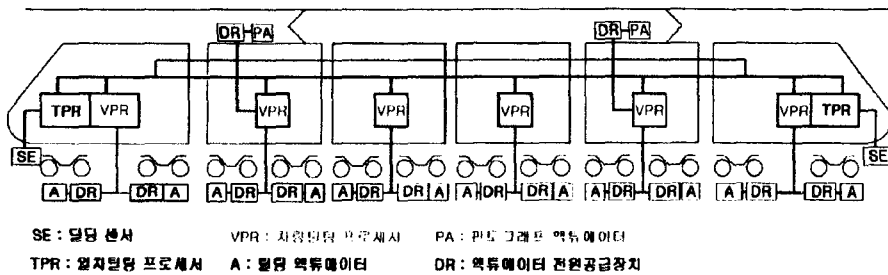 DR PA DR PA
TPR VPR VPR VPR VPR VPR VPR TPR
SE SE
A DR DR A A DR DR A A DR DR A A DR DR A A DR DR A A DR DR A
SE : 틸팅 센서 VPR : 차량틸팅 프로세서 PA : 판토 그래프 액튜에이터
TPR : 열차틸팅 프로세서 A : 틸팅 액튜에이터 DR : 액튜에이터 전원공급장치